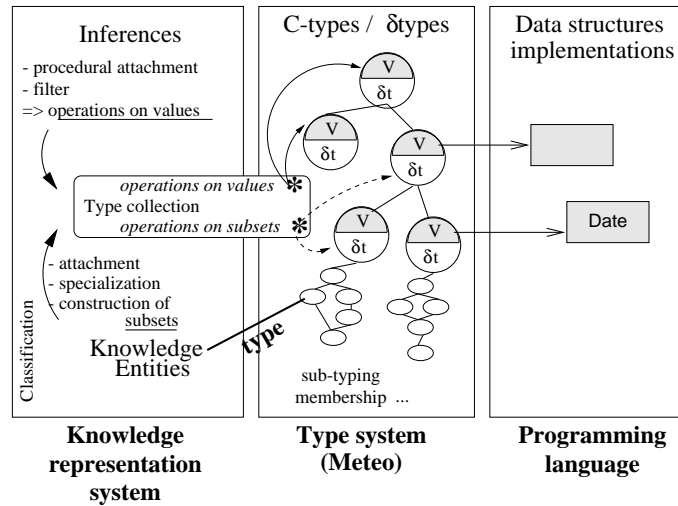 Inferences
- procedural attachment
- filter
=> operations on values
operations on values *
Type collection
operations on subsets *
- attachment
- specialization
- construction of
subsets
Classification
Knowledge
Entities
type
C-types / δtypes
V
δt
V
δt
V
δt
V
δt
V
δt
sub-typing
membership ...
Data structures
implementations
Date
Knowledge
representation
system
Type system
(Meteo)
Programming
language